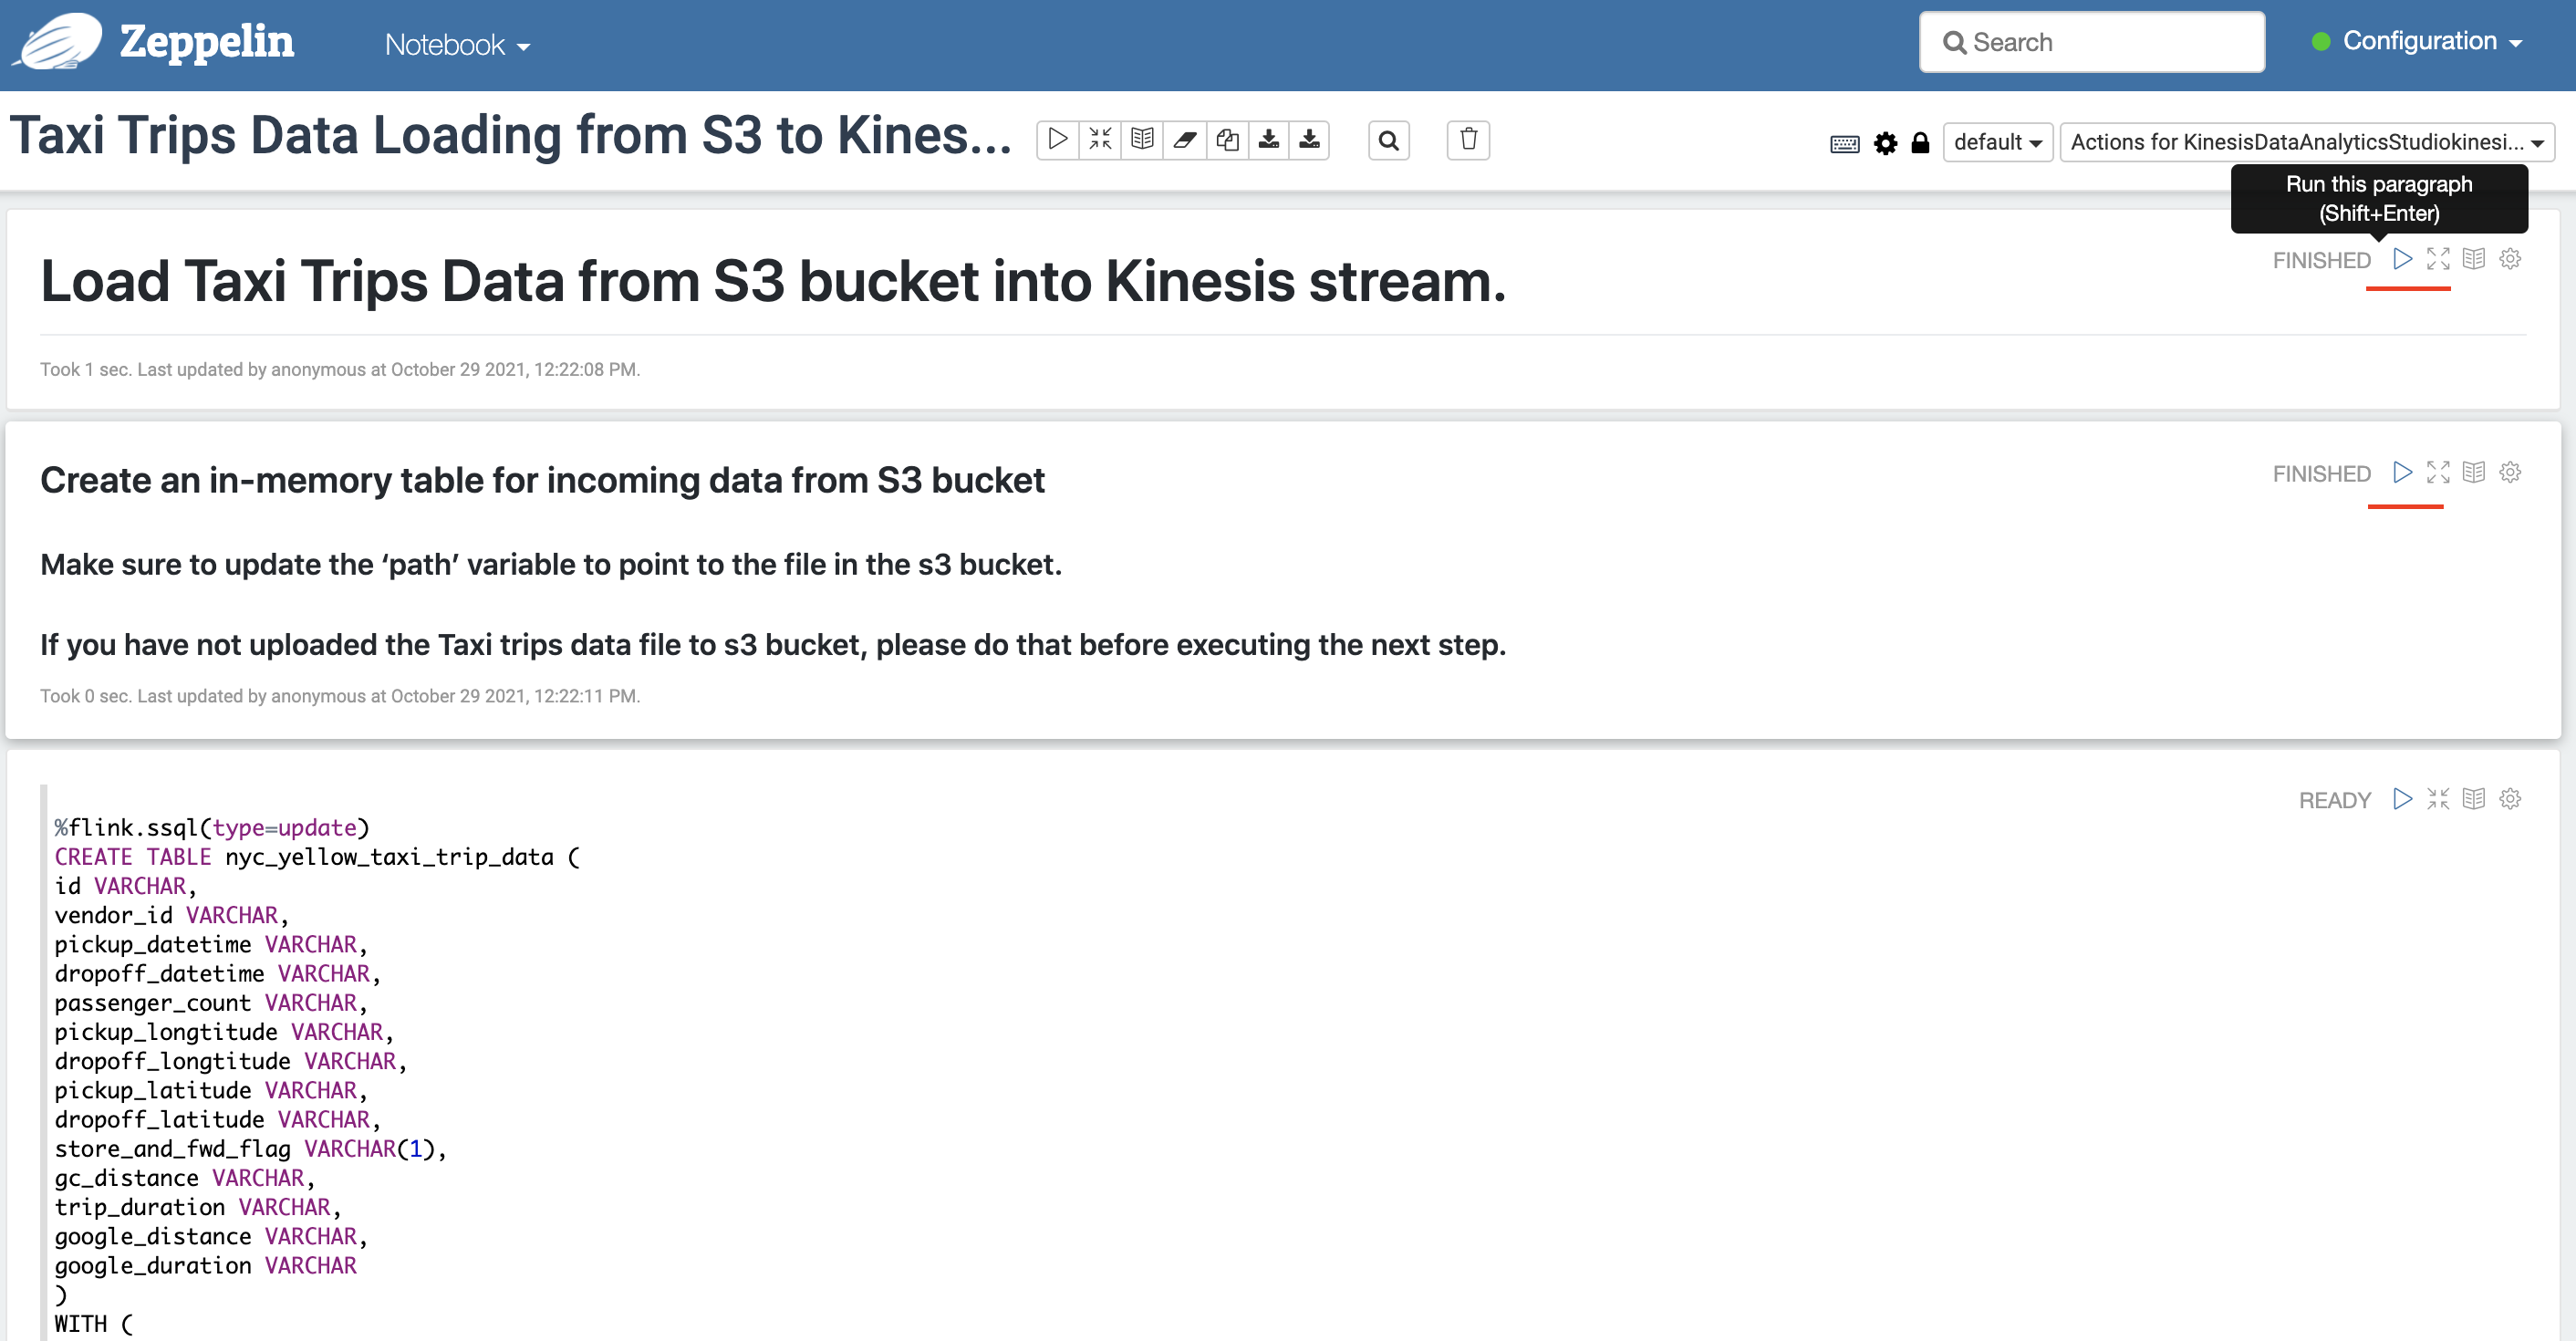 Zeppelin
Notebook
Search
Configuration
Taxi Trips Data Loading from S3 to Kines...
default
Actions for KinesisDataAnalyticsStudiokinesi...
Run this paragraph
(Shift+Enter)
Load Taxi Trips Data from S3 bucket into Kinesis stream.
FINISHED
Took 1 sec. Last updated by anonymous at October 29 2021, 12:22:08 PM.
Create an in-memory table for incoming data from S3 bucket
FINISHED
Make sure to update the ‘path’ variable to point to the file in the s3 bucket.
If you have not uploaded the Taxi trips data file to s3 bucket, please do that before executing the next step.
Took 0 sec. Last updated by anonymous at October 29 2021, 12:22:11 PM.
READY
%flink.ssql(type=update)
CREATE TABLE nyc_yellow_taxi_trip_data (
id VARCHAR,
vendor_id VARCHAR,
pickup_datetime VARCHAR,
dropoff_datetime VARCHAR,
passenger_count VARCHAR,
pickup_longtitude VARCHAR,
dropoff_longtitude VARCHAR,
pickup_latitude VARCHAR,
dropoff_latitude VARCHAR,
store_and_fwd_flag VARCHAR(1),
gc_distance VARCHAR,
trip_duration VARCHAR,
google_distance VARCHAR,
google_duration VARCHAR
)
WITH (